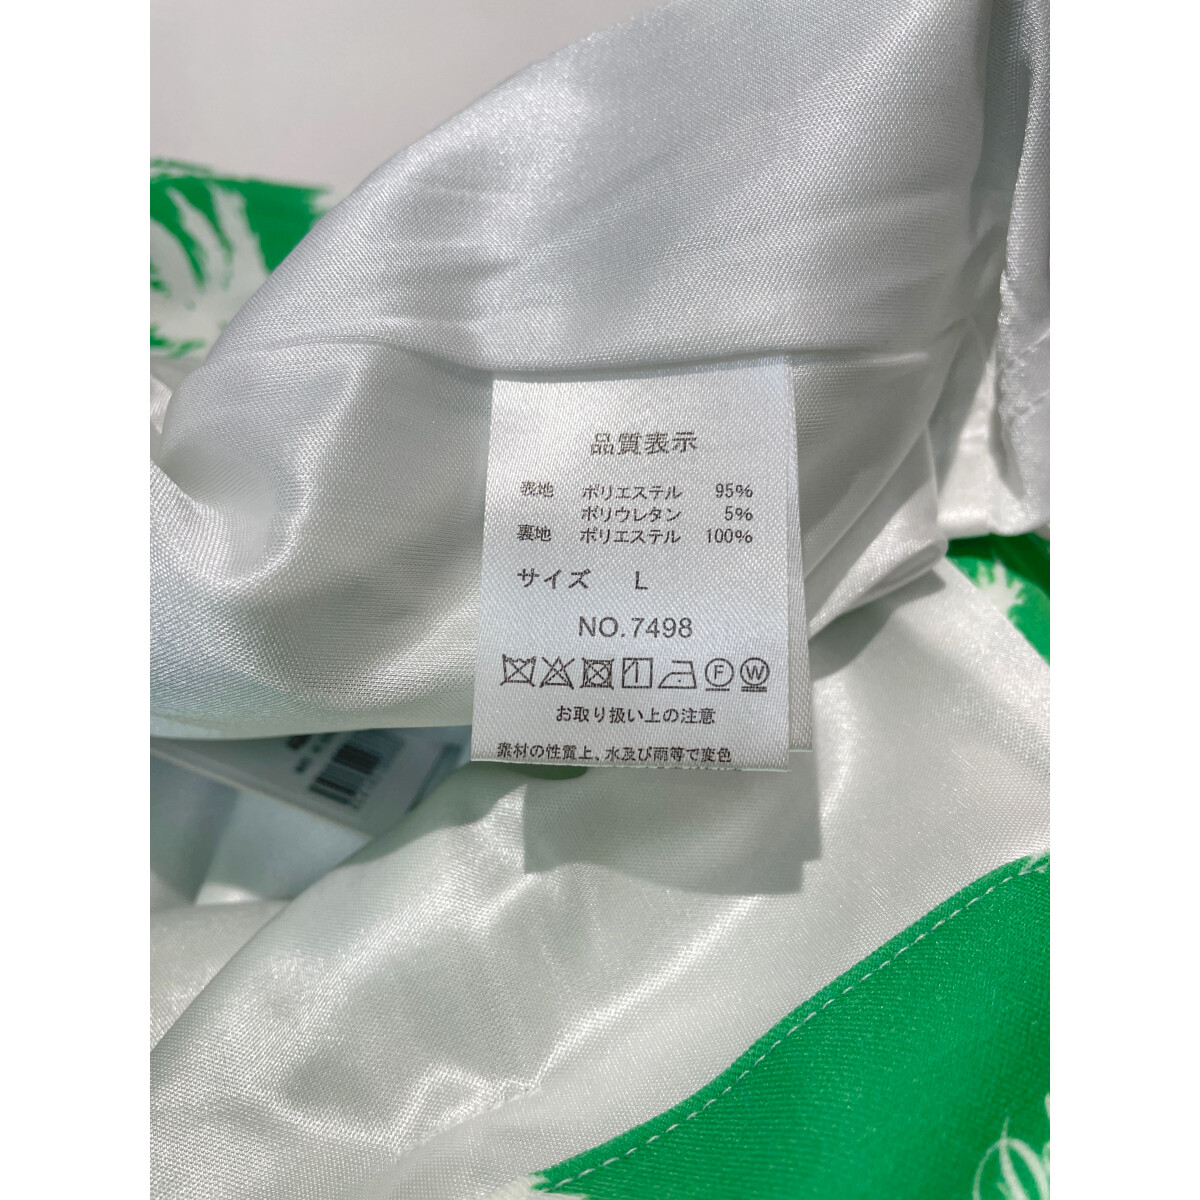 品質表示
表地 ポリエステル 95%
ポリウレタン 5%
裏地 ポリエステル 100%
サイズ L
NO.7498
F W
お取り扱い上の注意
素材の性質上、水及び雨等で変色